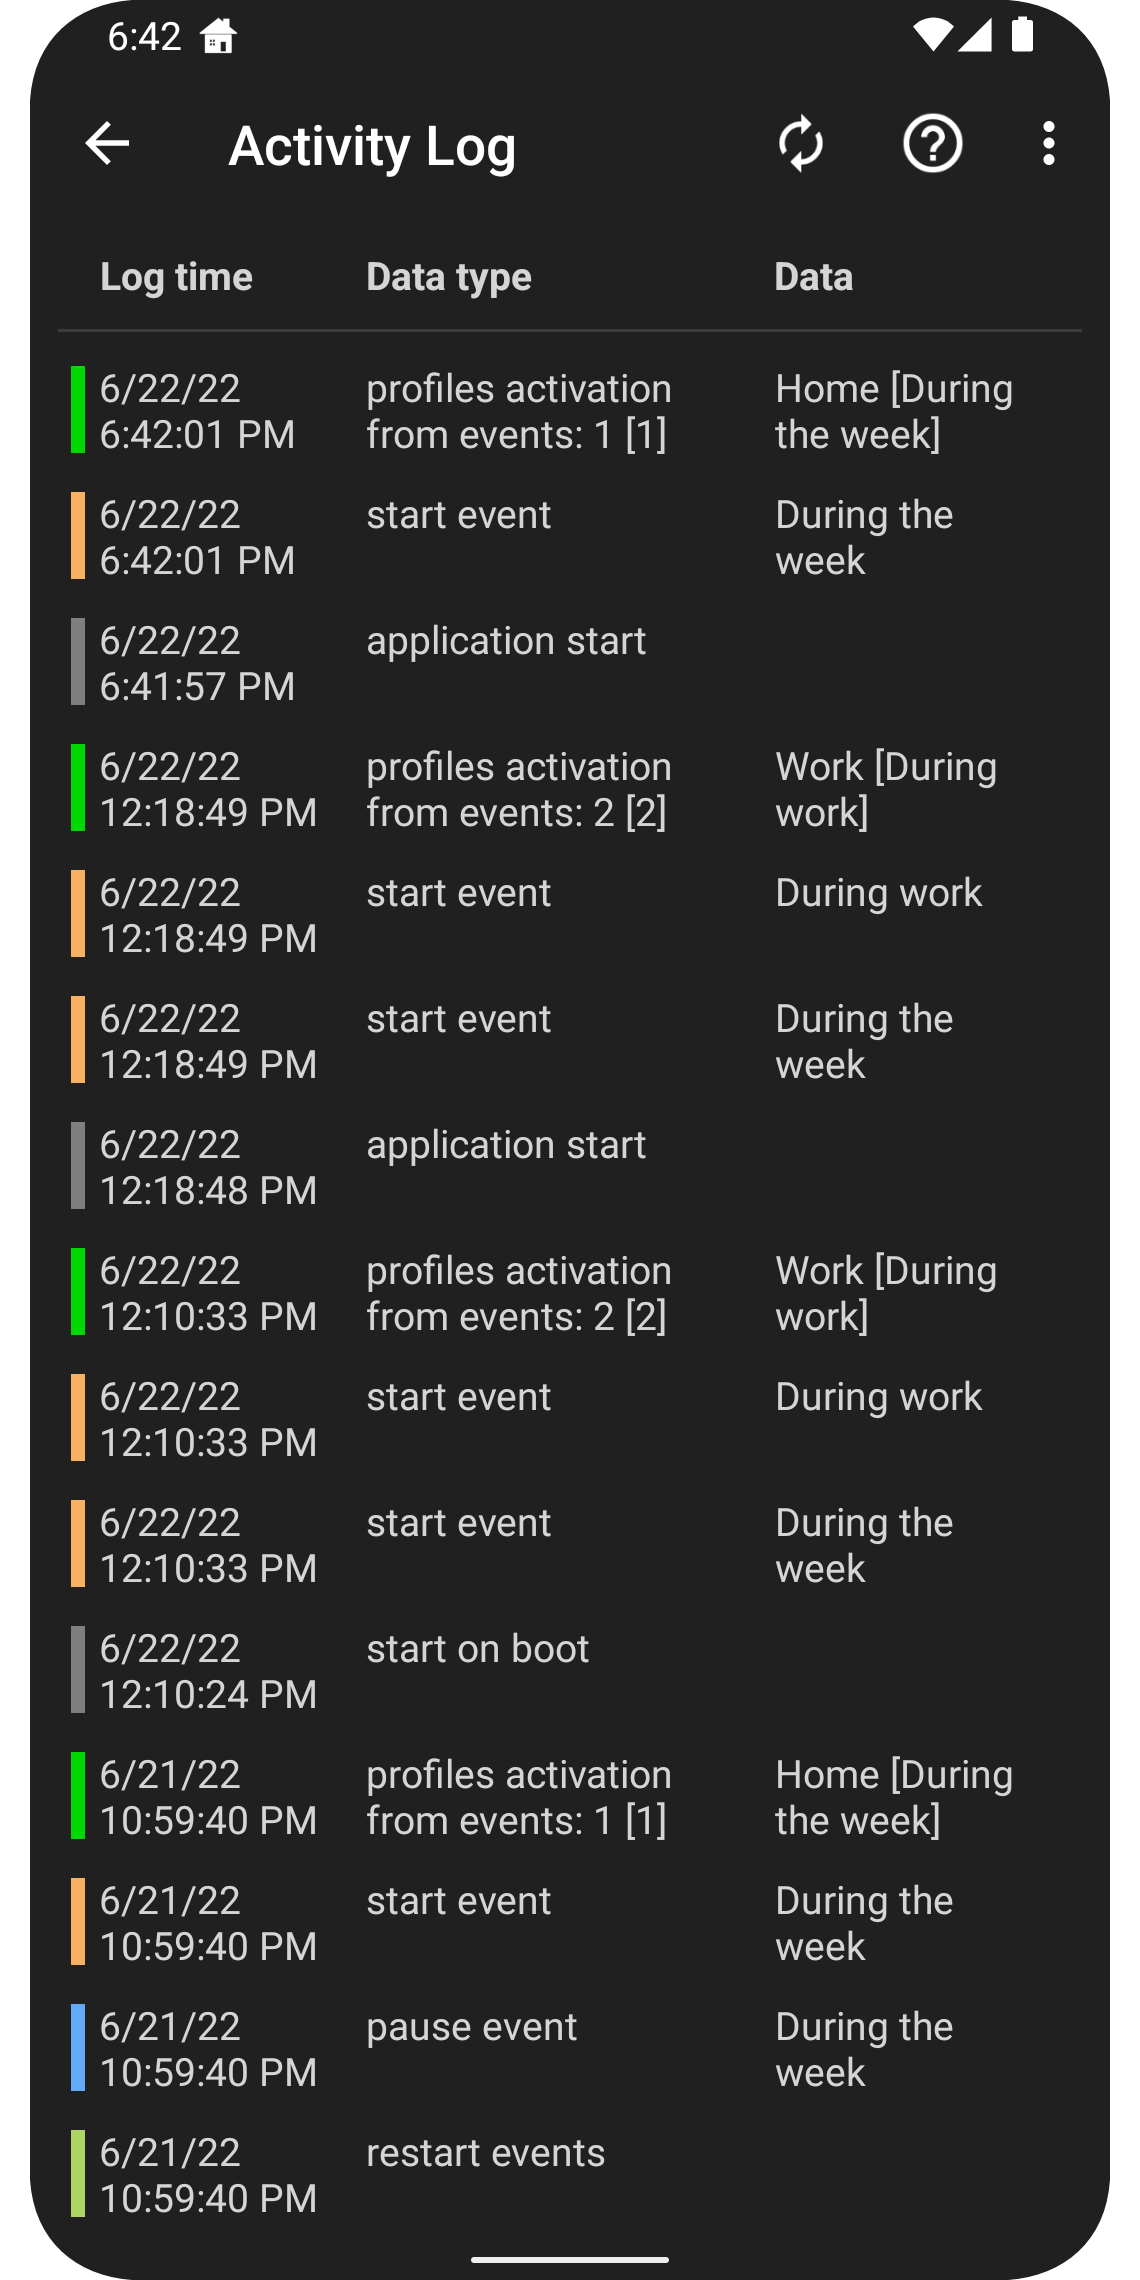 6:42
Activity Log
Log time Data type Data
6/22/22 profiles activation Home [During
6:42:01 PM from events: 1 [1] the week]
6/22/22 start event During the
6:42:01 PM week
6/22/22 application start
6:41:57 PM
6/22/22 profiles activation Work [During
12:18:49 PM from events: 2 [2] work]
6/22/22 start event During work
12:18:49 PM
6/22/22 start event During the
12:18:49 PM week
6/22/22 application start
12:18:48 PM
6/22/22 profiles activation Work [During
12:10:33 PM from events: 2 [2] work]
6/22/22 start event During work
12:10:33 PM
6/22/22 start event During the
12:10:33 PM week
6/22/22 start on boot
12:10:24 PM
6/21/22 profiles activation Home [During
10:59:40 PM from events: 1 [1] the week]
6/21/22 start event During the
10:59:40 PM week
6/21/22 pause event During the
10:59:40 PM week
6/21/22 restart events
10:59:40 PM